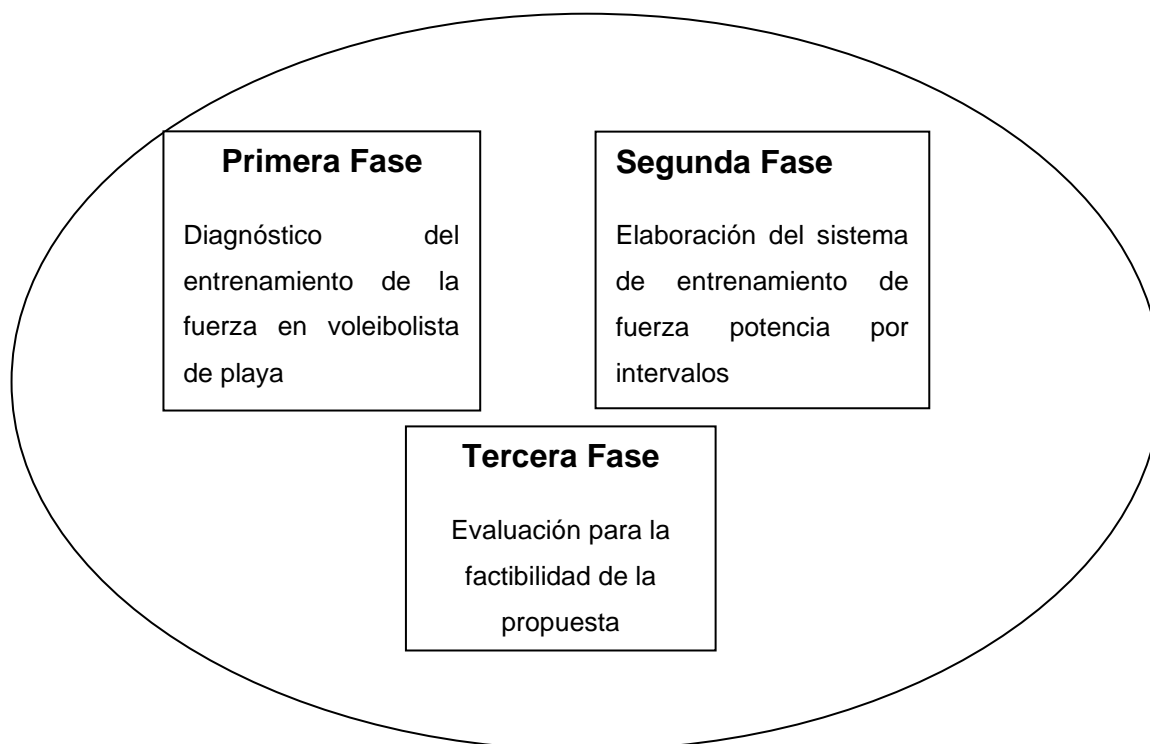 Primera Fase
Diagnóstico del
entrenamiento de la
fuerza en voleibolista
de playa
Segunda Fase
Elaboración del sistema
de entrenamiento de
fuerza potencia por
intervalos
Tercera Fase
Evaluación para la
factibilidad de la
propuesta